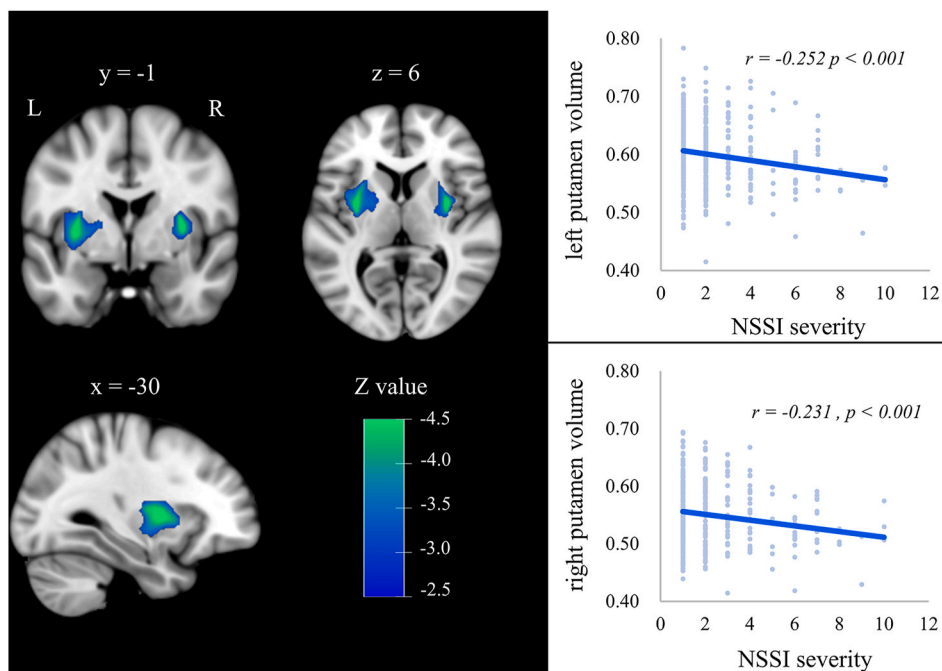 y = -1
z = 6
L
R
x = -30
Z value
-4.5
-4.0
-3.5
-3.0
-2.5
left putamen volume
0.80
0.70
0.60
0.50
0.40
r = -0.252 p < 0.001
0 2 4 6 8 10 12
NSSI severity
right putamen volume
0.80
0.70
0.60
0.50
0.40
r = -0.231 , p < 0.001
0 2 4 6 8 10 12
NSSI severity